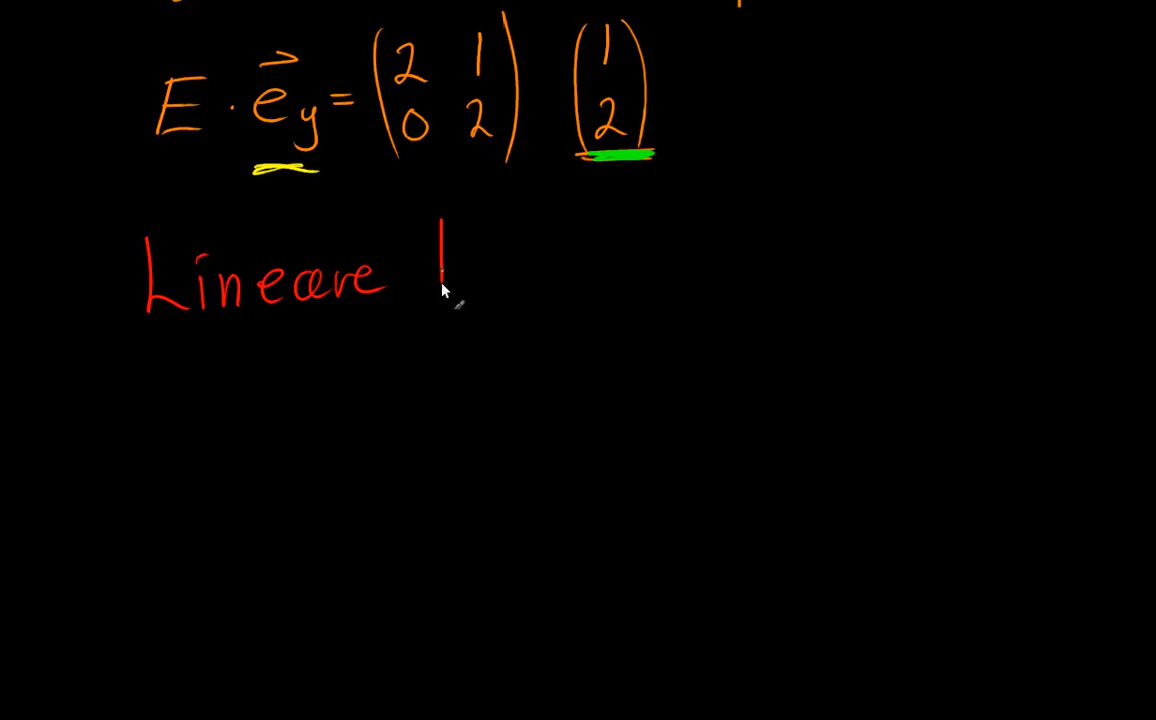 E · e⃗y = (2 1 0 2) (1 2)
Lineare